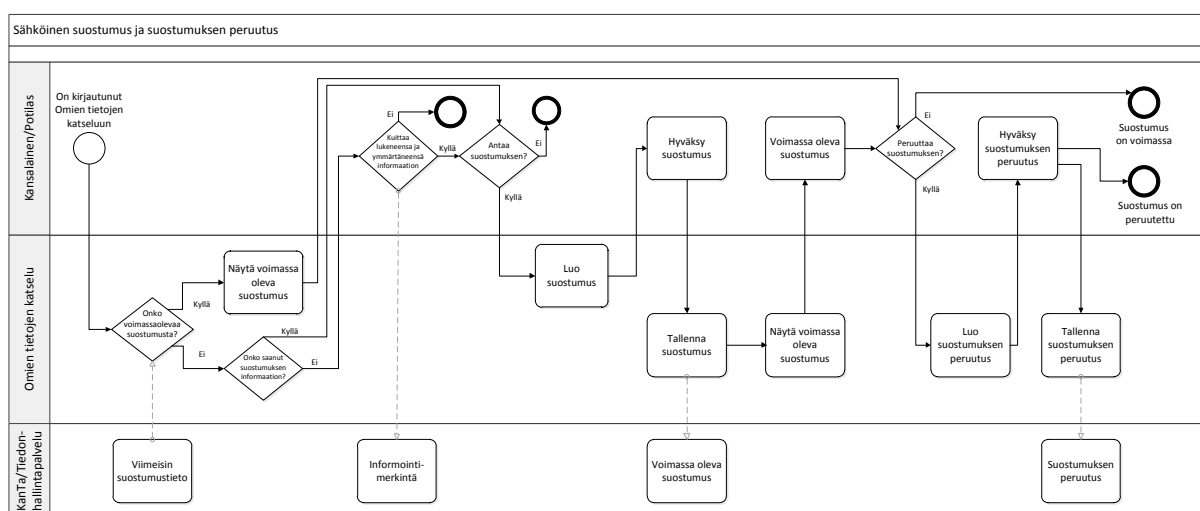 Sähköinen suostumus ja suostumuksen peruutus
Kansalainen/Potilas
On kirjautunut
Omien tietojen
katseluun
Ei
Kuittaa
lukeneensa ja
ymmärtäneensä
informaation
Kyllä
Antaa
suostumuksen?
Ei
Kyllä
Hyväksy
suostumus
Voimassa oleva
suostumus
Ei
Peruuttaa
suostumuksen?
Kyllä
Hyväksy
suostumuksen
peruutus
Suostumus
on voimassa
Suostumus on
peruutettu
Omien tietojen katselu
Näytä voimassa
oleva
suostumus
Kyllä
Onko
voimassaolevaa
suostumusta?
Ei
Kyllä
Onko saanut
suostumuksen
informaation?
Ei
Luo
suostumus
Tallenna
suostumus
Näytä voimassa
oleva
suostumus
Luo
suostumuksen
peruutus
Tallenna
suostumuksen
peruutus
KanTa/Tiedon-
hallintapalvelu
Viimeisin
suostumustieto
Informointi-
merkintä
Voimassa oleva
suostumus
Suostumuksen
peruutus